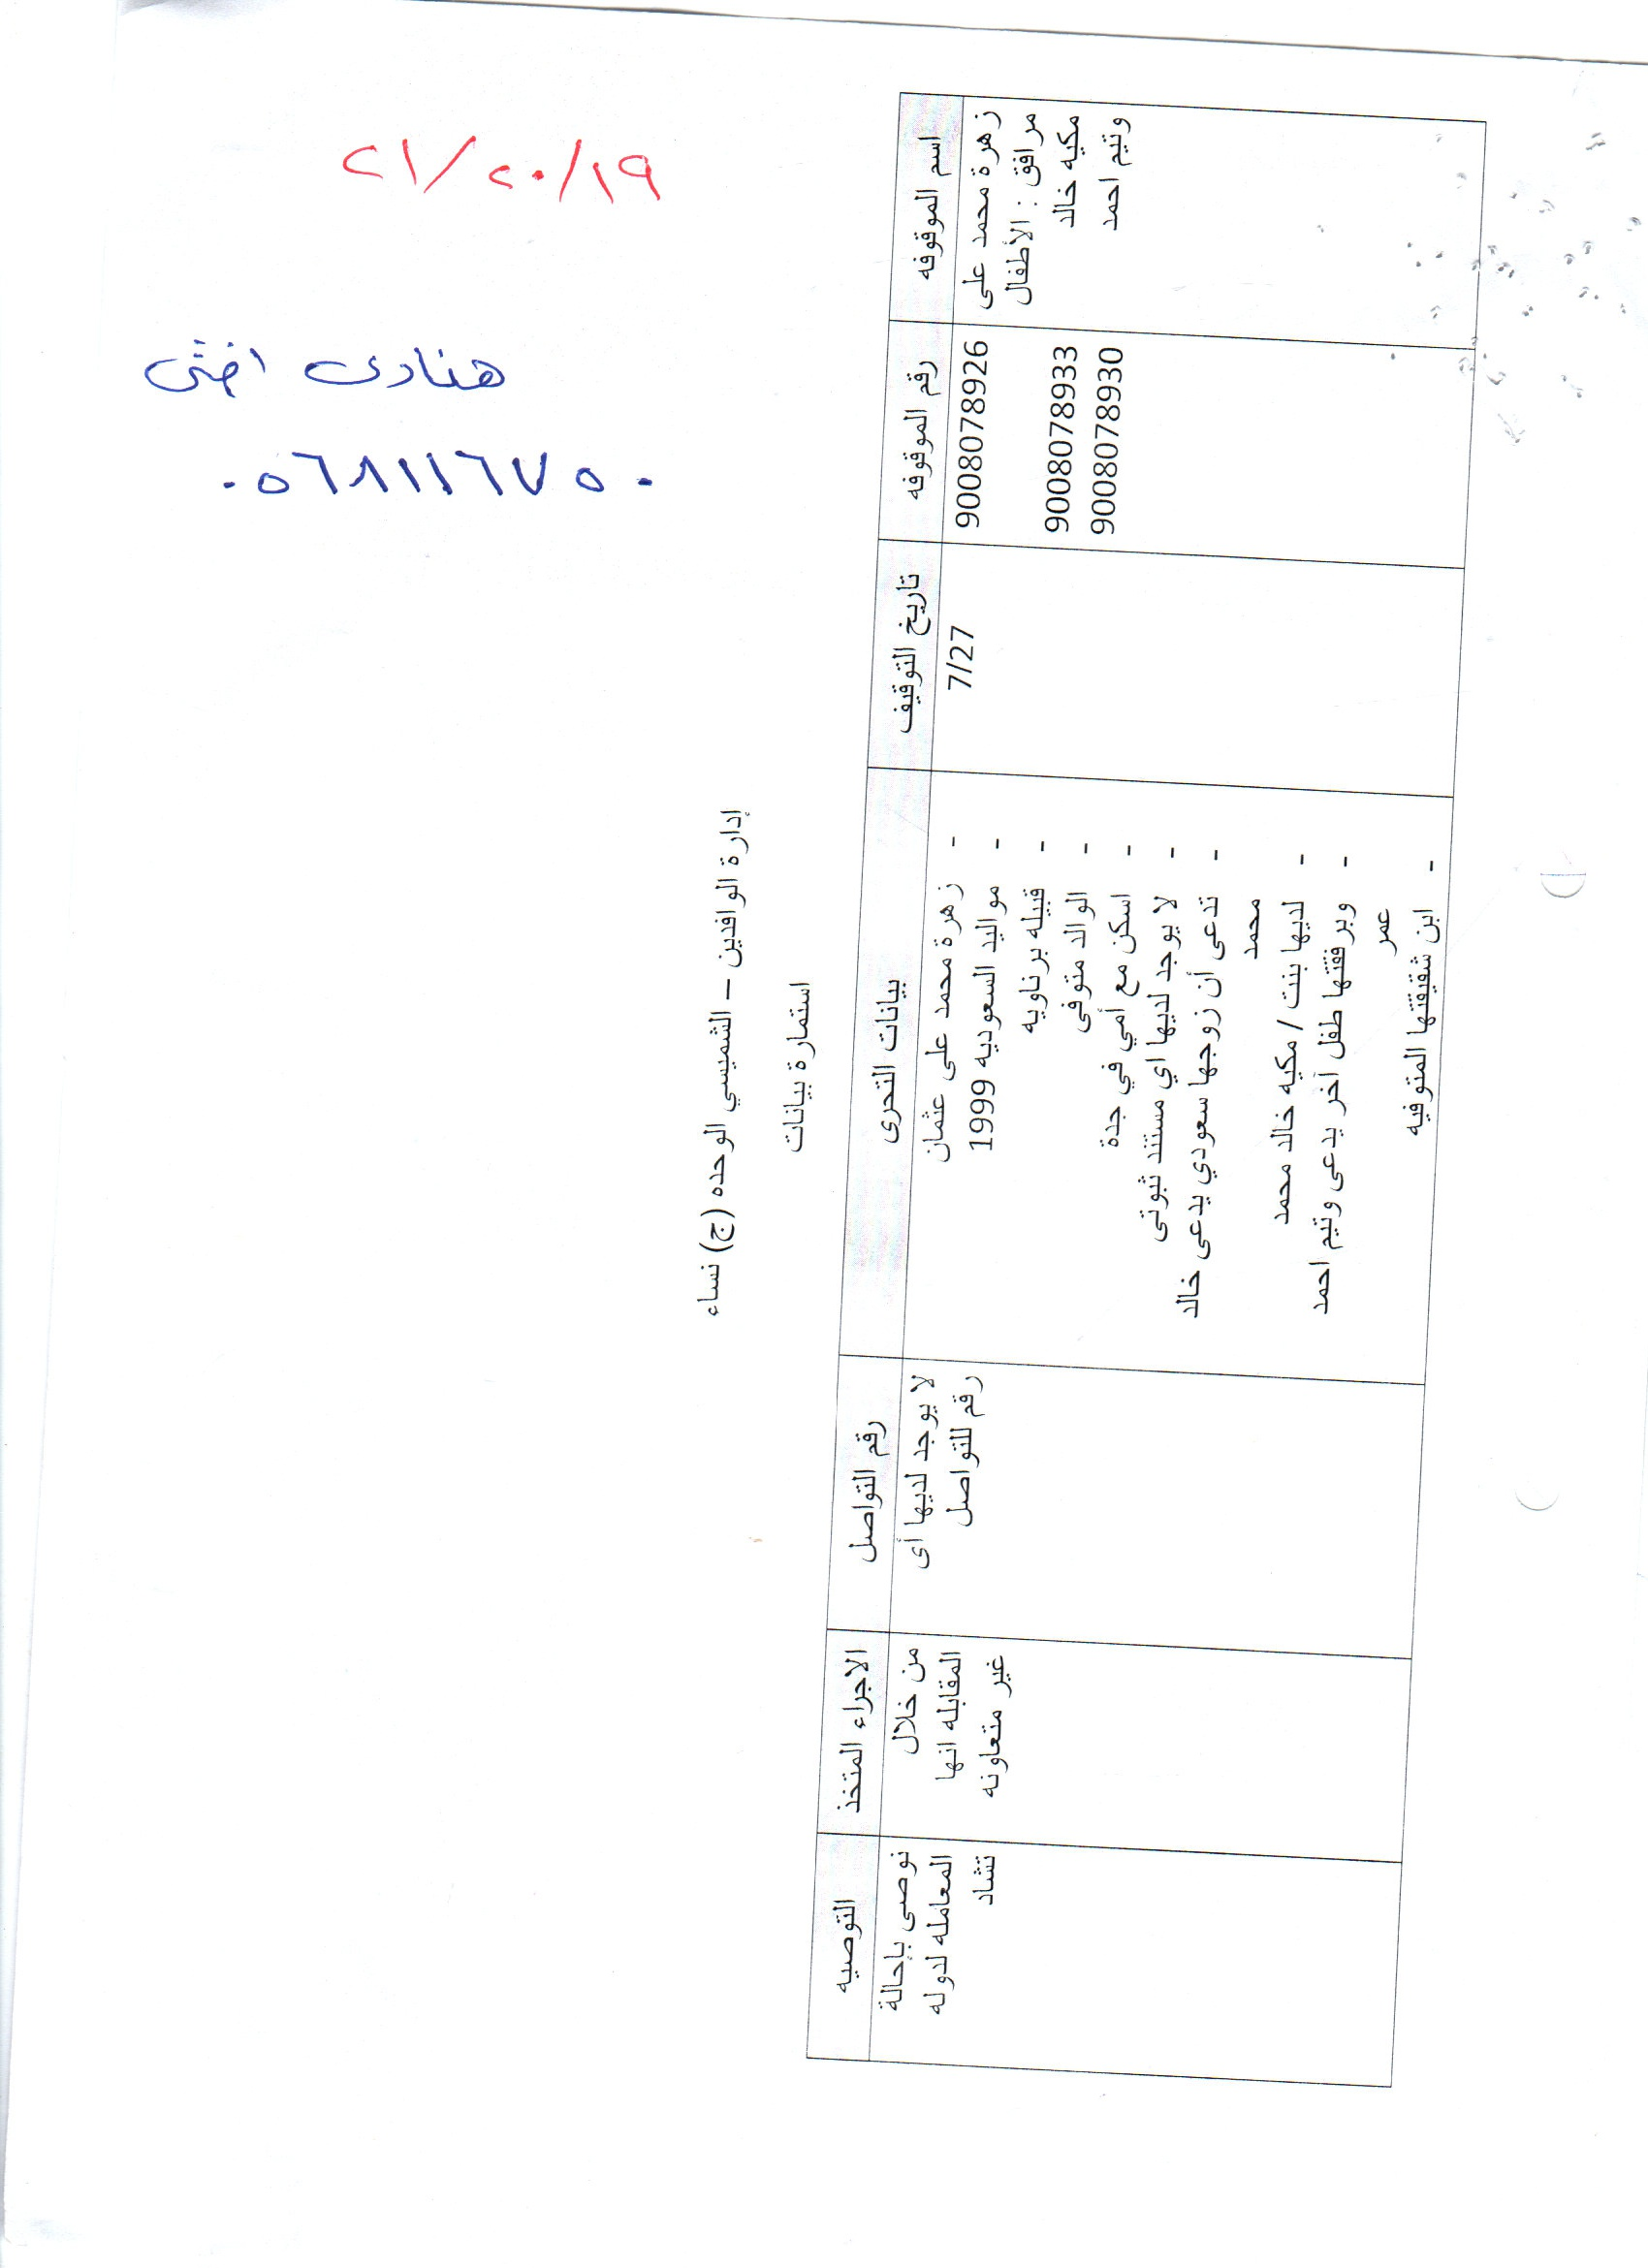 ٢١/٢٠/١٩
هنادى اختى
٠٥٦٨١١١٦٧٥٠
إدارة الوافدين – الشميسي الوحده (ج) نساء
استمارة بيانات
اسم الموقوفه
رقم الموقوفه
تاريخ التوقيف
بيانات التحرى
رقم التواصل
الاجراء المتخذ
التوصيه
زهرة محمد على
مرافق : الأطفال
مكيه خالد
وتيم احمد
9008078926
9008078933
9008078930
7/27
- زهرة محمد على عثمان
- مواليد السعوديه 1999
- قبيله برناويه
- الوالد متوفى
- اسكن مع أمي في جدة
- لا يوجد لديها اي مستند ثبوتى
- تدعى أن زوجها سعودي يدعى خالد
محمد
- لديها بنت / مكيه خالد محمد
- وبرفقتها طفل آخر يدعى وتيم احمد
عمر
- ابن شقيقتها المتوفيه
لا يوجد لديها أى
رقم للتواصل
من خلال
المقابله انها
غير متعاونه
نوصى بإحالة
المعامله لدوله
تشاد